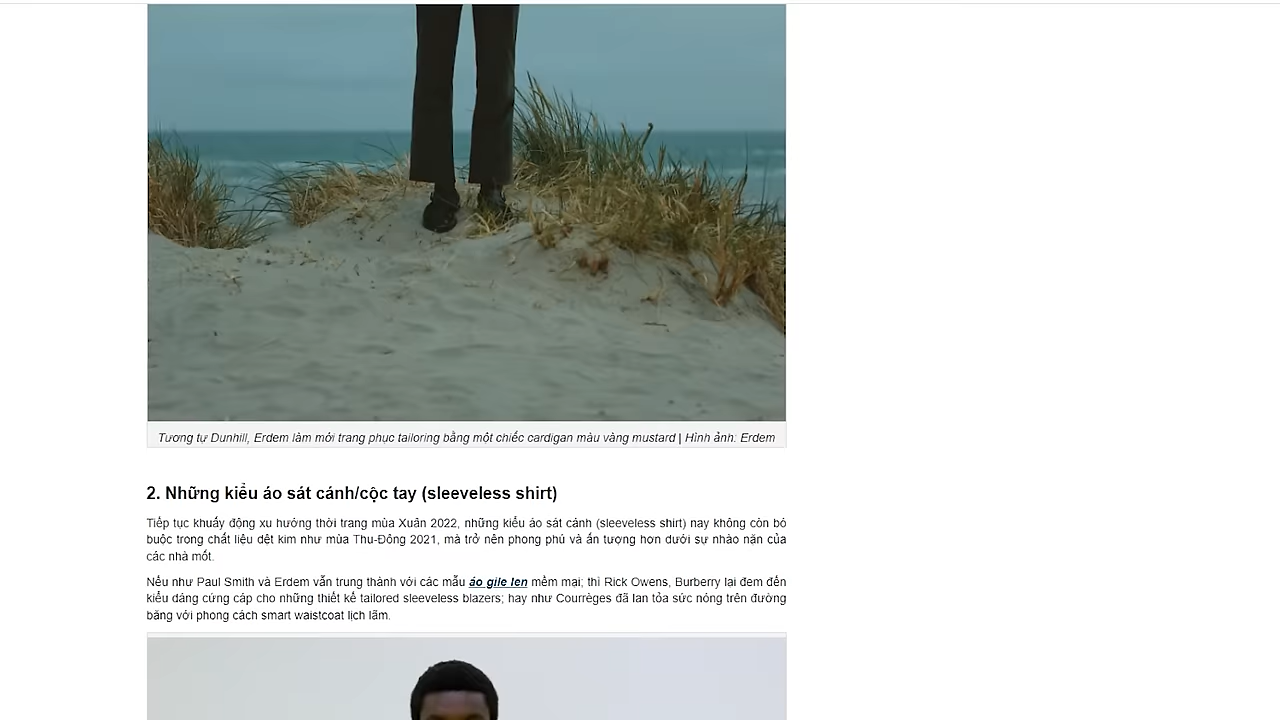 Tương tự Dunhill, Erdem làm mới trang phục tailoring bằng một chiếc cardigan màu vàng mustard | Hình ảnh: Erdem
2. Những kiểu áo sát cánh/cộc tay (sleeveless shirt)
Tiếp tục khuấy động xu hướng thời trang mùa Xuân 2022, những kiểu áo sát cánh (sleeveless shirt) nay không còn bó
buộc trong chất liệu dệt kim như mùa Thu-Đông 2021, mà trở nên phong phú và ấn tượng hơn dưới sự nhào nặn của
các nhà mốt.
Nếu như Paul Smith và Erdem vẫn trung thành với các mẫu áo gile len mềm mại; thì Rick Owens, Burberry lại đem đến
kiểu dáng cứng cáp cho những thiết kế tailored sleeveless blazers; hay như Courrèges đã lan tỏa sức nóng trên đường
băng với phong cách smart waistcoat lịch lãm.